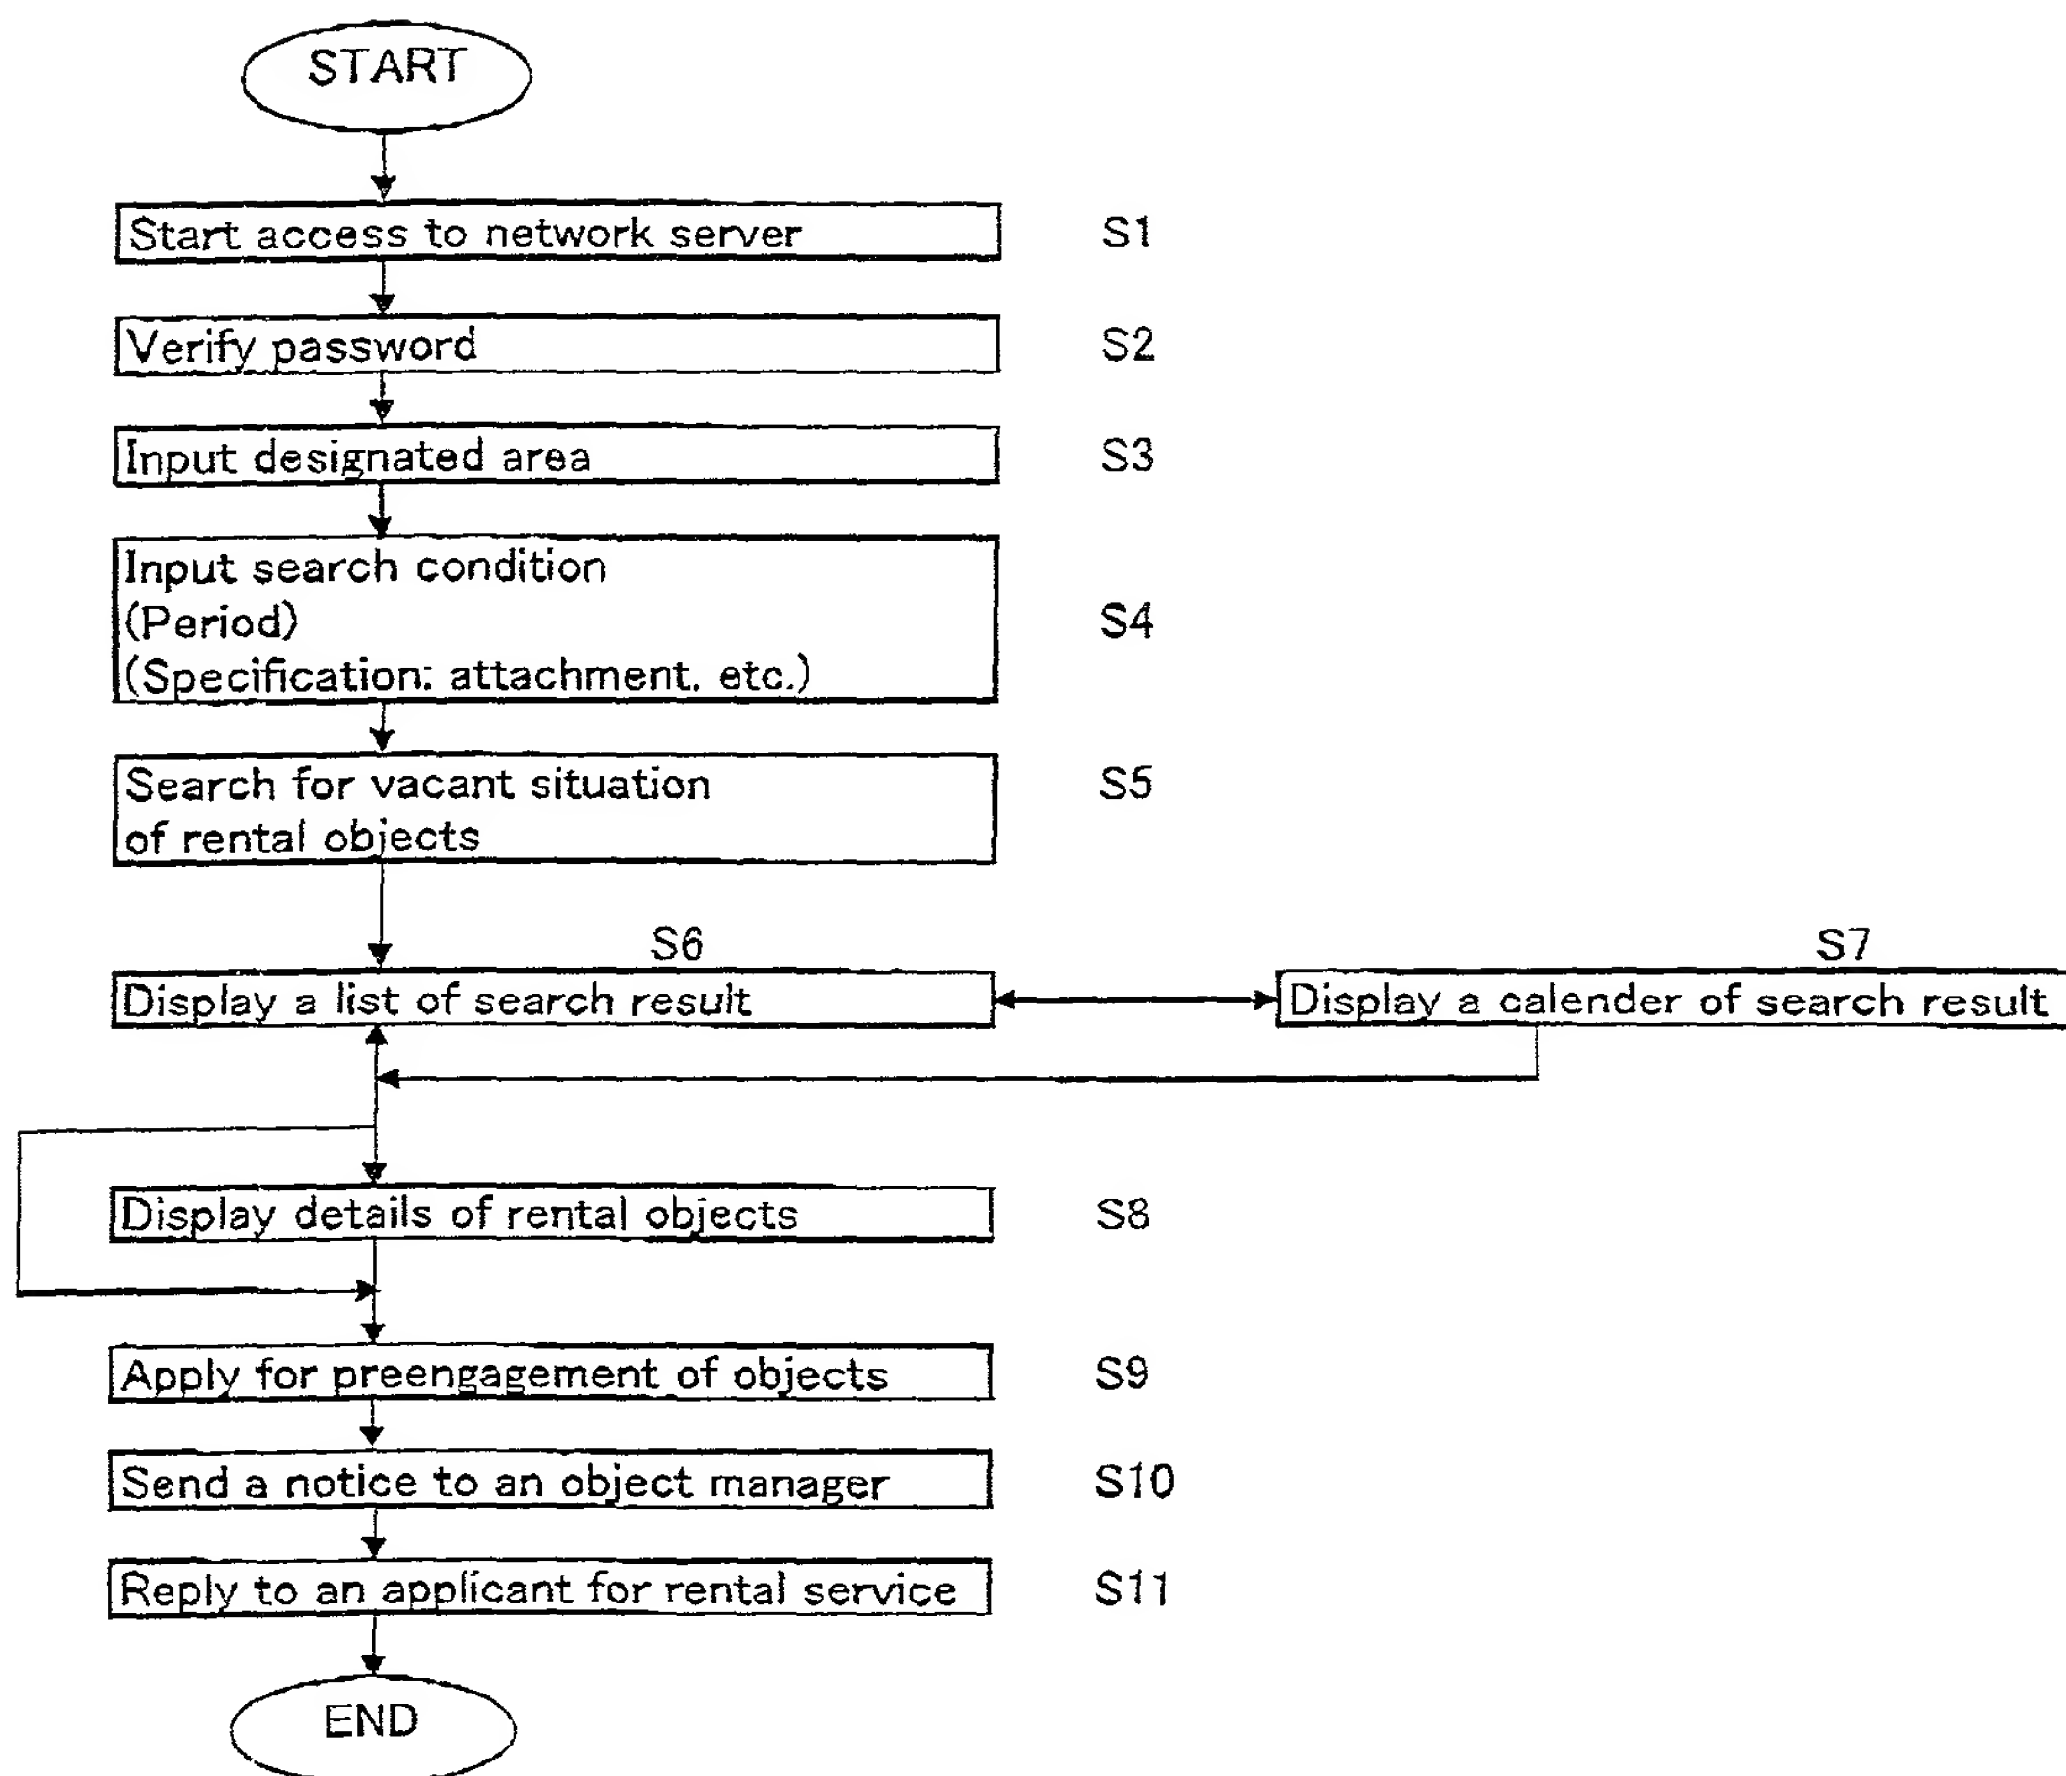 START
Start access to network server S1
Verify password S2
Input designated area S3
Input search condition
(Period) S4
(Specification: attachment, etc.)
Search for vacant situation S5
of rental objects
S6 S7
Display a list of search result Display a calender of search result
Display details of rental objects S8
Apply for preengagement of objects S9
Send a notice to an object manager S10
Reply to an applicant for rental service S11
END